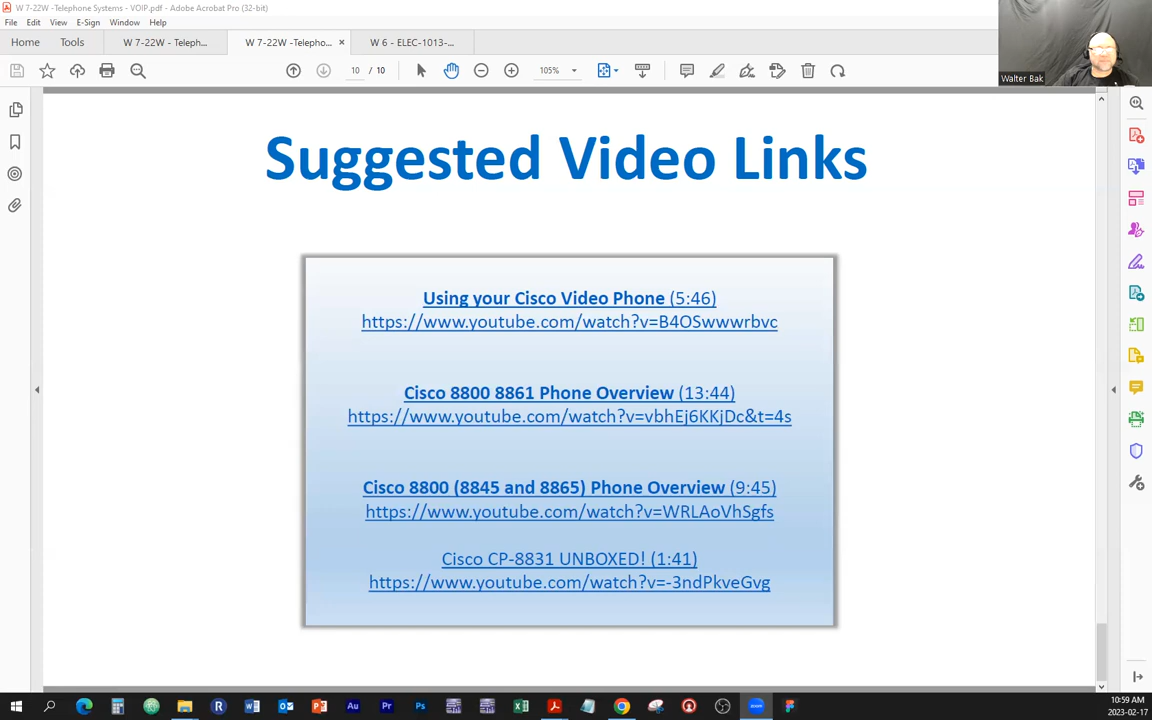 W 7-22W -Telephone Systems - VOIP.pdf - Adobe Acrobat Pro (32-bit)
File Edit View E-Sign Window Help
Home Tools W 7-22W - Teleph... W 7-22W -Telepho... × W 6 - ELEC-1013-...
10 / 10 105%
Walter Bak
Suggested Video Links
Using your Cisco Video Phone (5:46)
https://www.youtube.com/watch?v=B4OSwwwrbvc
Cisco 8800 8861 Phone Overview (13:44)
https://www.youtube.com/watch?v=vbhEj6KKjDc&t=4s
Cisco 8800 (8845 and 8865) Phone Overview (9:45)
https://www.youtube.com/watch?v=WRLAoVhSgfs
Cisco CP-8831 UNBOXED! (1:41)
https://www.youtube.com/watch?v=-3ndPkveGvg
10:59 AM
2023-02-17